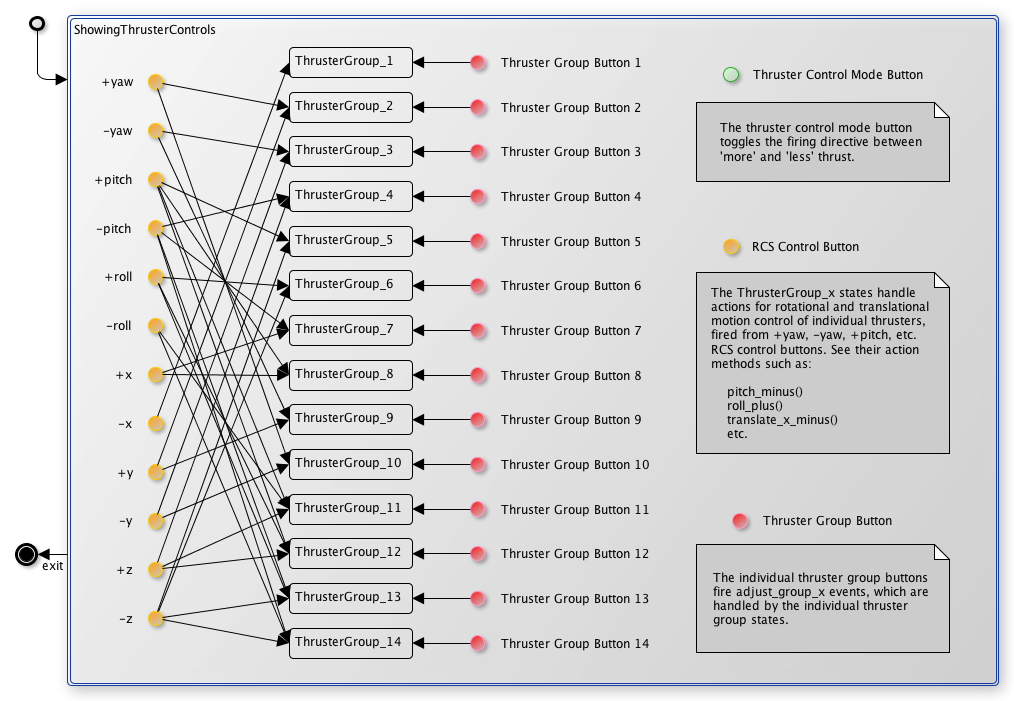 ShowingThrusterControls
+yaw
−yaw
+pitch
−pitch
+roll
−roll
+x
−x
+y
−y
+z
−z
exit
ThrusterGroup_1
ThrusterGroup_2
ThrusterGroup_3
ThrusterGroup_4
ThrusterGroup_5
ThrusterGroup_6
ThrusterGroup_7
ThrusterGroup_8
ThrusterGroup_9
ThrusterGroup_10
ThrusterGroup_11
ThrusterGroup_12
ThrusterGroup_13
ThrusterGroup_14
Thruster Group Button 1
Thruster Group Button 2
Thruster Group Button 3
Thruster Group Button 4
Thruster Group Button 5
Thruster Group Button 6
Thruster Group Button 7
Thruster Group Button 8
Thruster Group Button 9
Thruster Group Button 10
Thruster Group Button 11
Thruster Group Button 12
Thruster Group Button 13
Thruster Group Button 14
Thruster Control Mode Button
The thruster control mode button
toggles the firing directive between
'more' and 'less' thrust.
RCS Control Button
The ThrusterGroup_x states handle
actions for rotational and translational
motion control of individual thrusters,
fired from +yaw, −yaw, +pitch, etc.
RCS control buttons. See their action
methods such as:
pitch_minus()
roll_plus()
translate_x_minus()
etc.
Thruster Group Button
The individual thruster group buttons
fire adjust_group_x events, which are
handled by the individual thruster
group states.